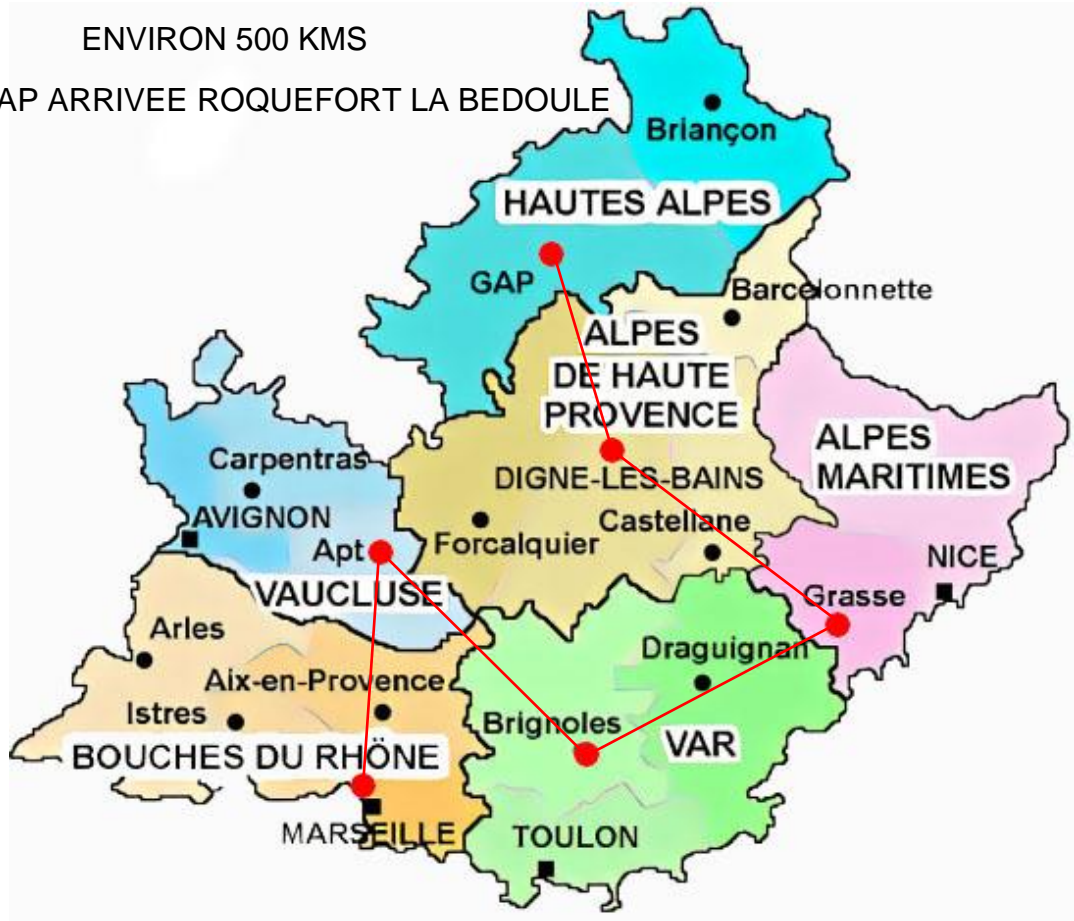 ENVIRON 500 KMS
AP ARRIVEE ROQUEFORT LA BEDOULE
Briançon
HAUTES ALPES
GAP
Barcelonnette
ALPES
DE HAUTE
PROVENCE
ALPES
MARITIMES
Carpentras
DIGNE-LES-BAINS
AVIGNON
Castellane
Apt
Forcalquier
NICE
VAUCLUSE
Grasse
Arles
Draguignan
Aix-en-Provence
Istres
Brignoles
VAR
BOUCHES DU RHÖNE
MARSEILLE
TOULON